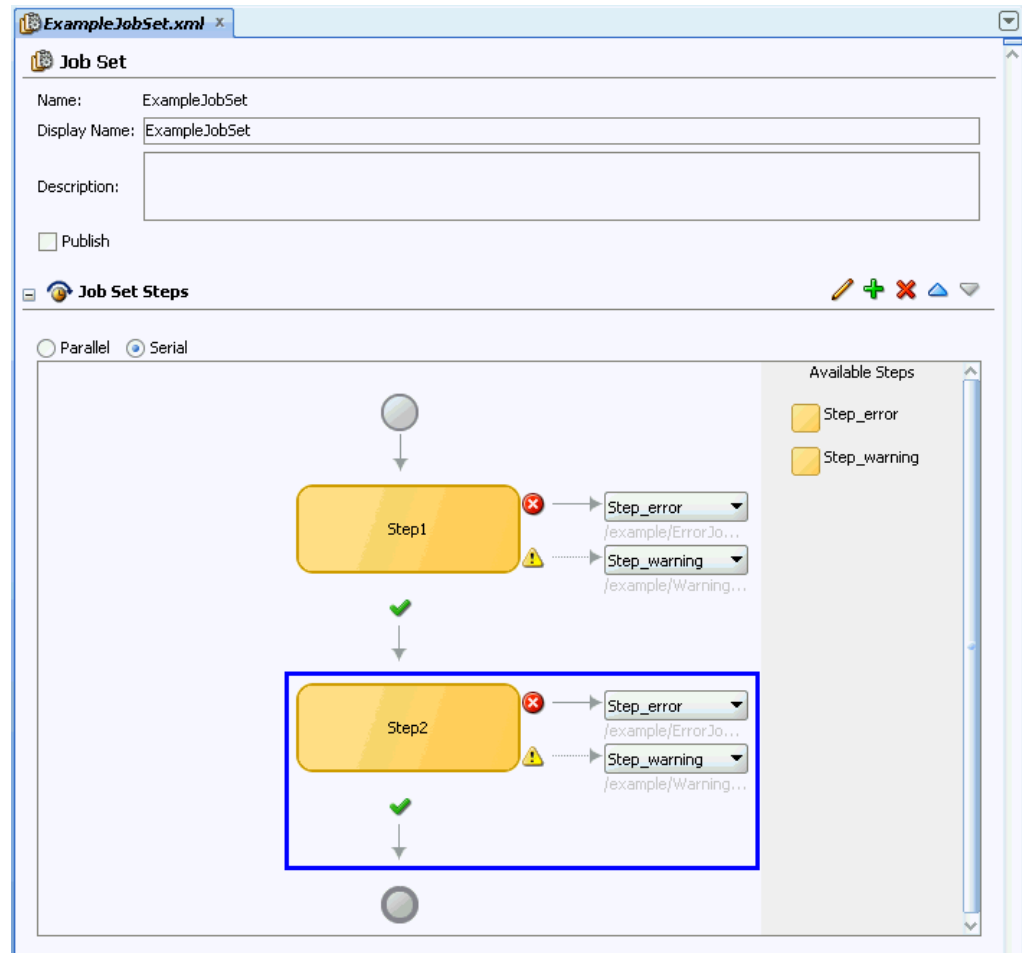 ExampleJobSet.xml x
Job Set
Name: ExampleJobSet
Display Name: ExampleJobSet
Description:
Publish
Job Set Steps
Parallel Serial
Available Steps
Step_error
Step_warning
Step1
Step_error
/example/ErrorJo...
Step_warning
/example/Warning...
Step2
Step_error
/example/ErrorJo...
Step_warning
/example/Warning...